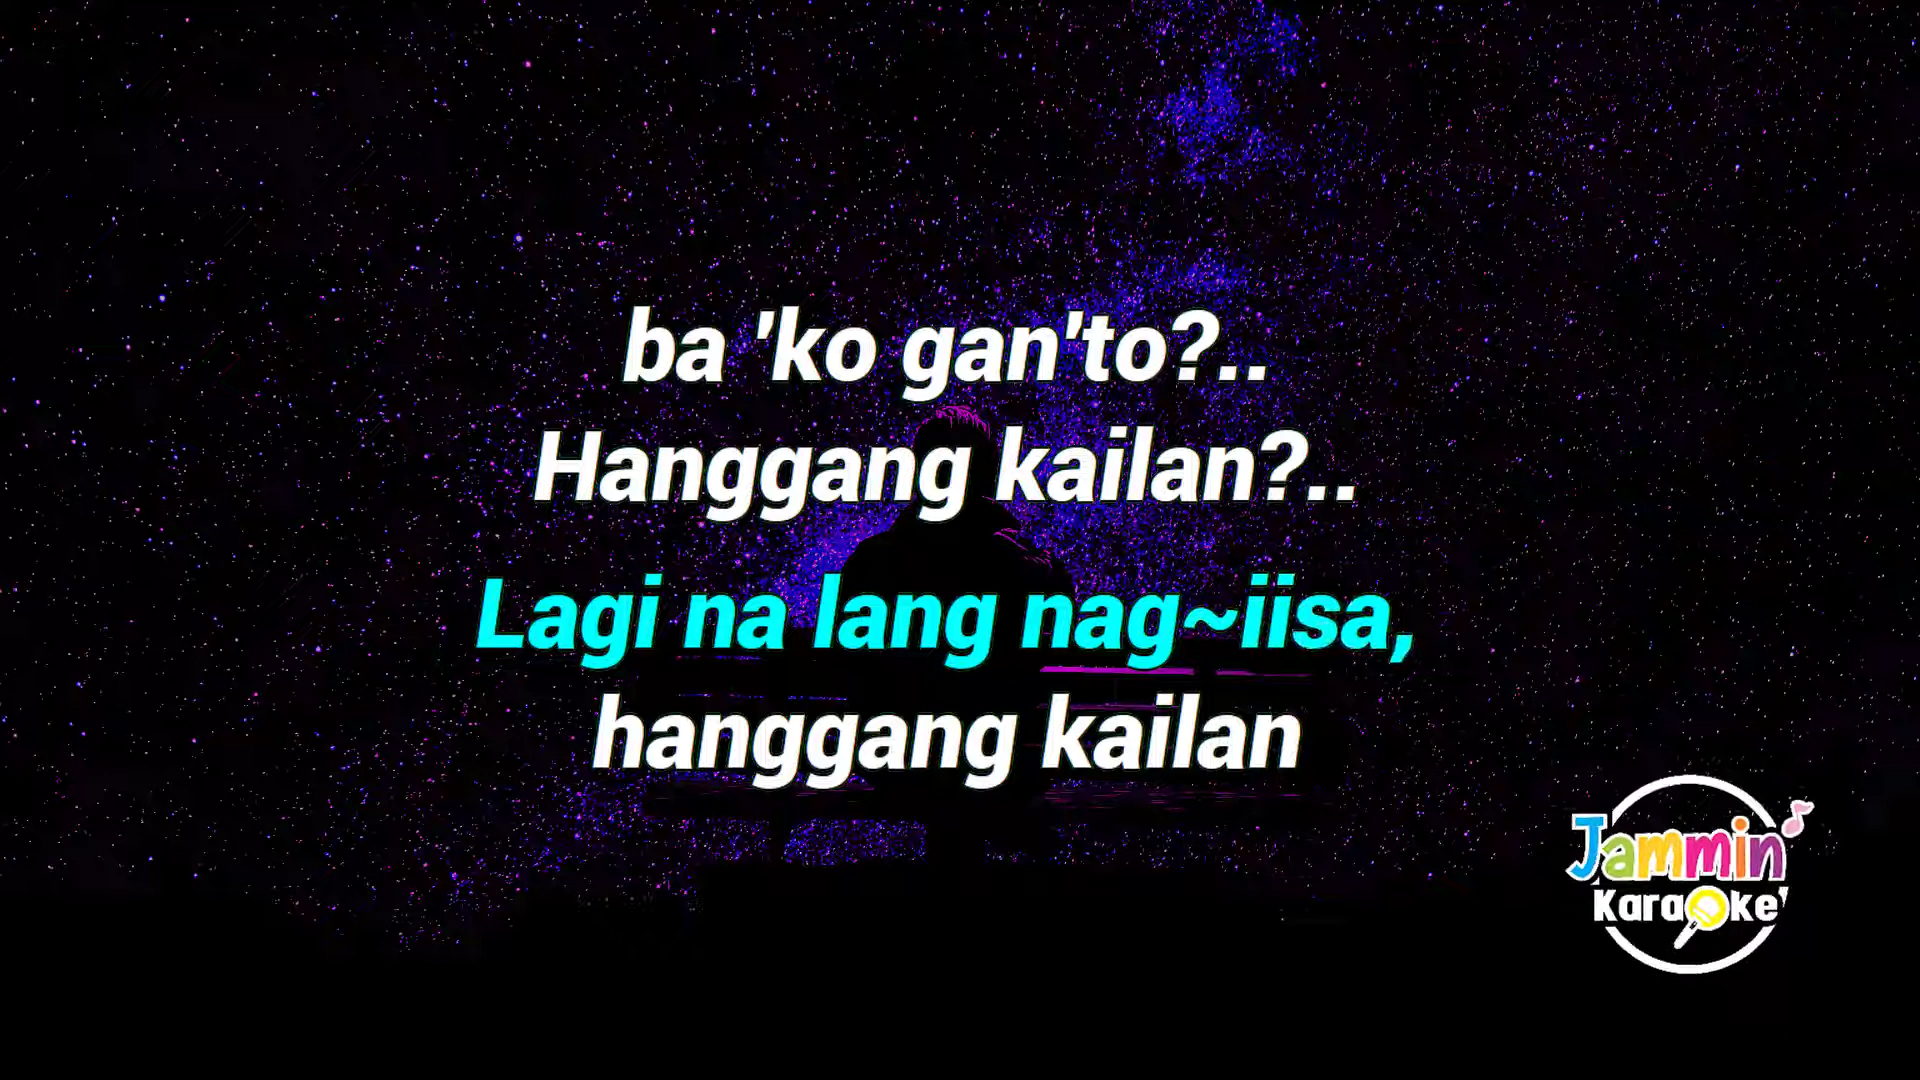 ba 'ko gan'to?..
Hanggang kailan?..
Lagi na lang nag~iisa,
hanggang kailan
Jammin'
Karaoke'